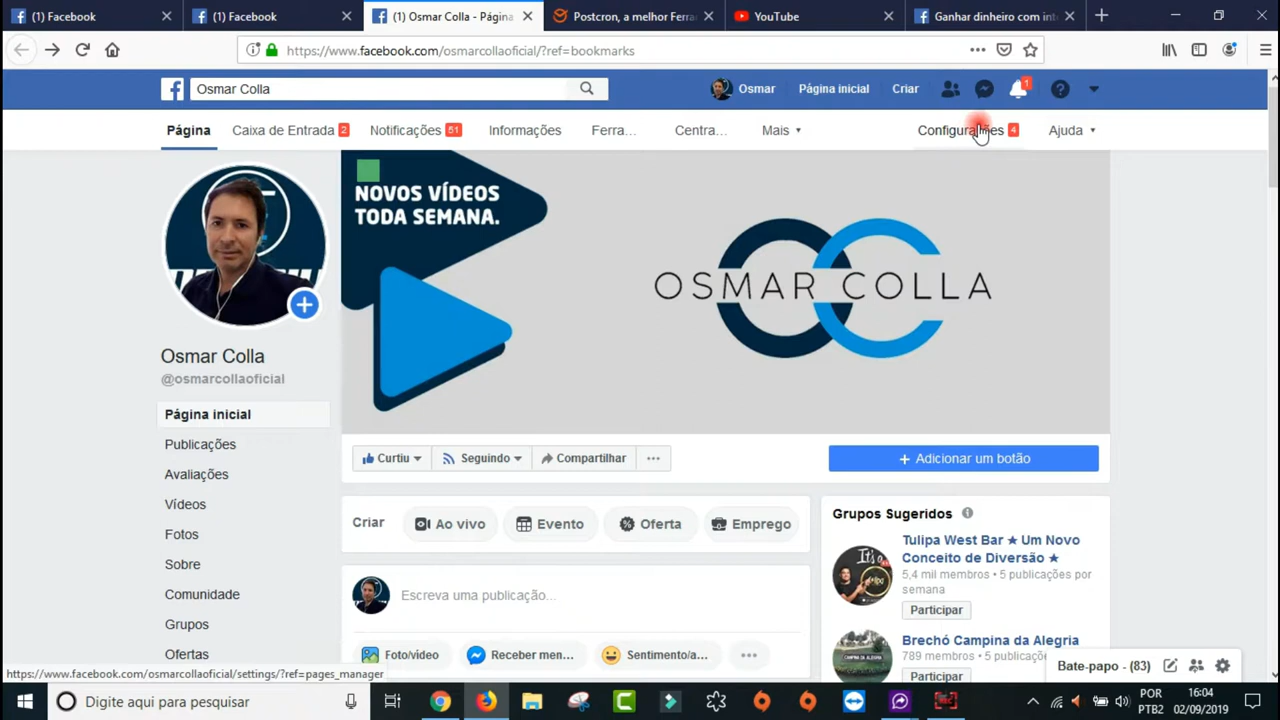 (1) Facebook
(1) Facebook
(1) Osmar Colla - Página
Postcron, a melhor Ferra
YouTube
Ganhar dinheiro com int
https://www.facebook.com/osmarcollaoficial/?ref=bookmarks
Osmar Colla
Osmar
Página inicial
Criar
1
Página
Caixa de Entrada 2
Notificações 51
Informações
Ferra...
Centra...
Mais
Configurações 4
Ajuda
NOVOS VÍDEOS
TODA SEMANA.
OSMAR COLLA
Osmar Colla
@osmarcollaoficial
Página inicial
Publicações
Avaliações
Vídeos
Fotos
Sobre
Comunidade
Grupos
Ofertas
Curtiu
Seguindo
Compartilhar
...
+ Adicionar um botão
Criar
Ao vivo
Evento
Oferta
Emprego
Escreva uma publicação...
Foto/vídeo
Receber men...
Sentimento/a...
Grupos Sugeridos
Tulipa West Bar ★ Um Novo
Conceito de Diversão ★
5,4 mil membros • 5 publicações por
semana
Participar
Brechó Campina da Alegria
789 membros • 5 publicaçõe
Participar
Bate-papo - (83)
https://www.facebook.com/osmarcollaoficial/settings/?ref=pages_manager
Digite aqui para pesquisar
POR
PTB2
16:04
02/09/2019